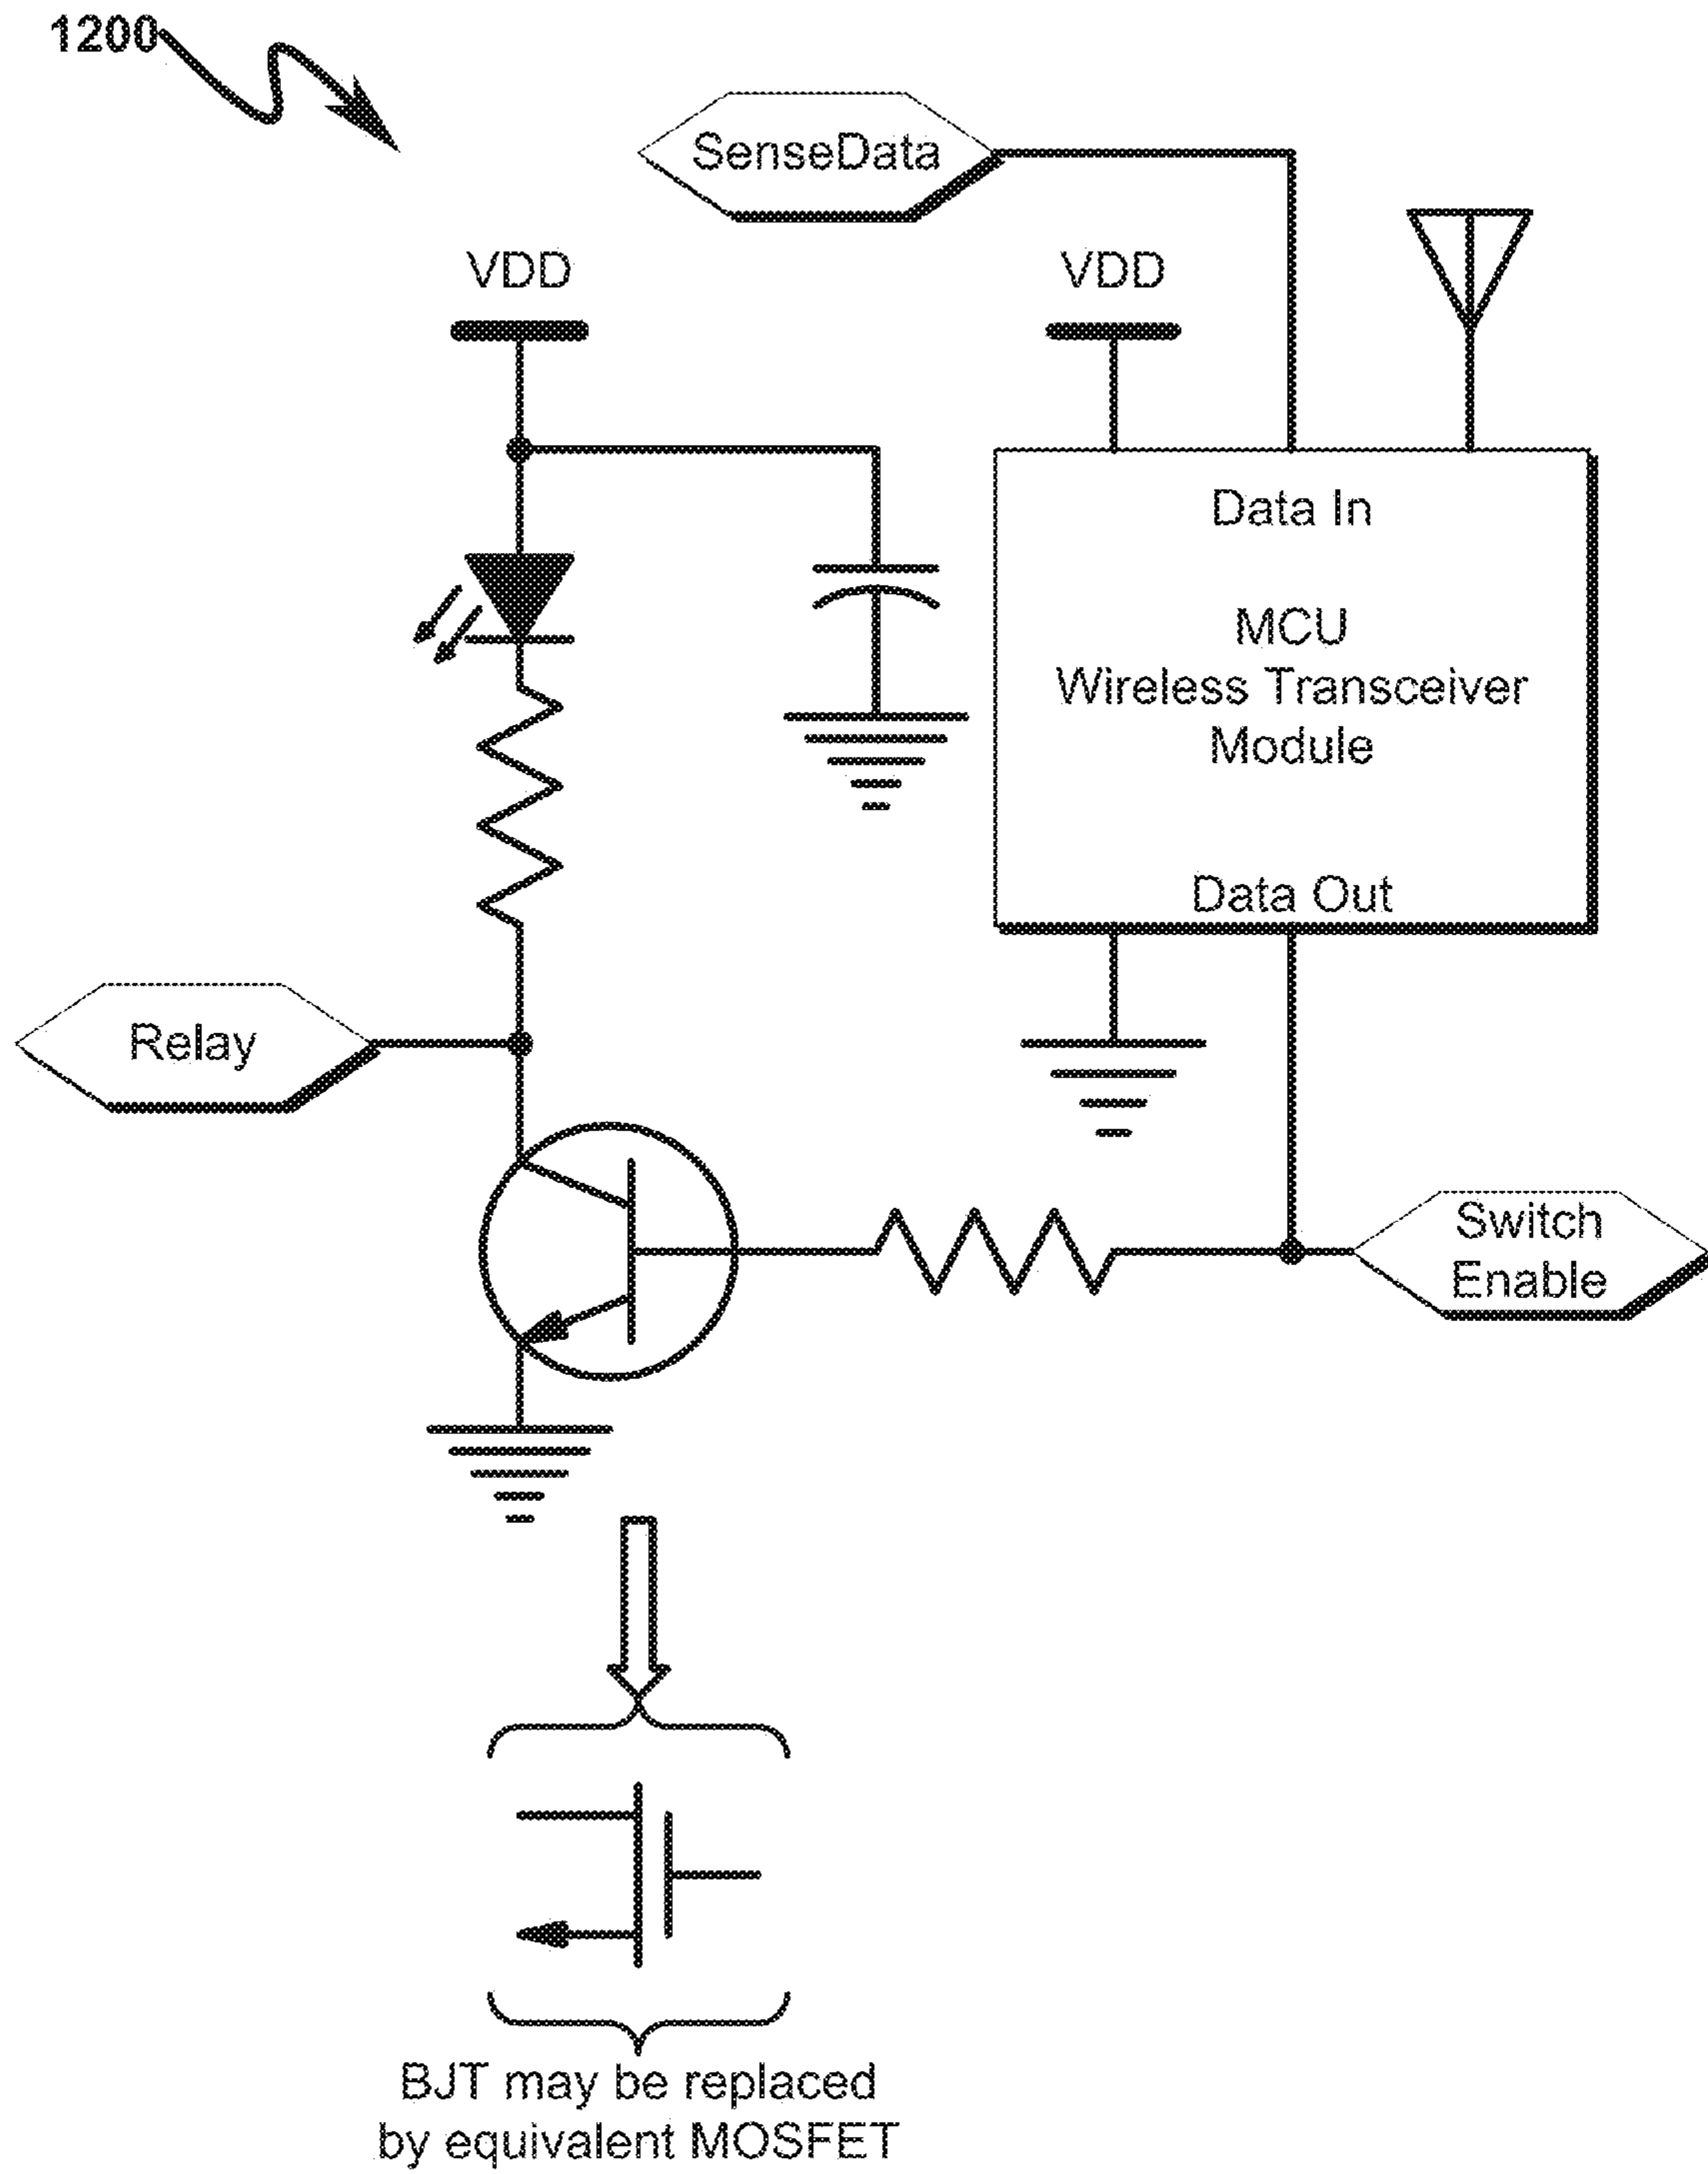 1200
SenseData
VDD
VDD
Data In
MCU
Wireless Transceiver
Module
Data Out
Relay
Switch
Enable
BJT may be replaced
by equivalent MOSFET